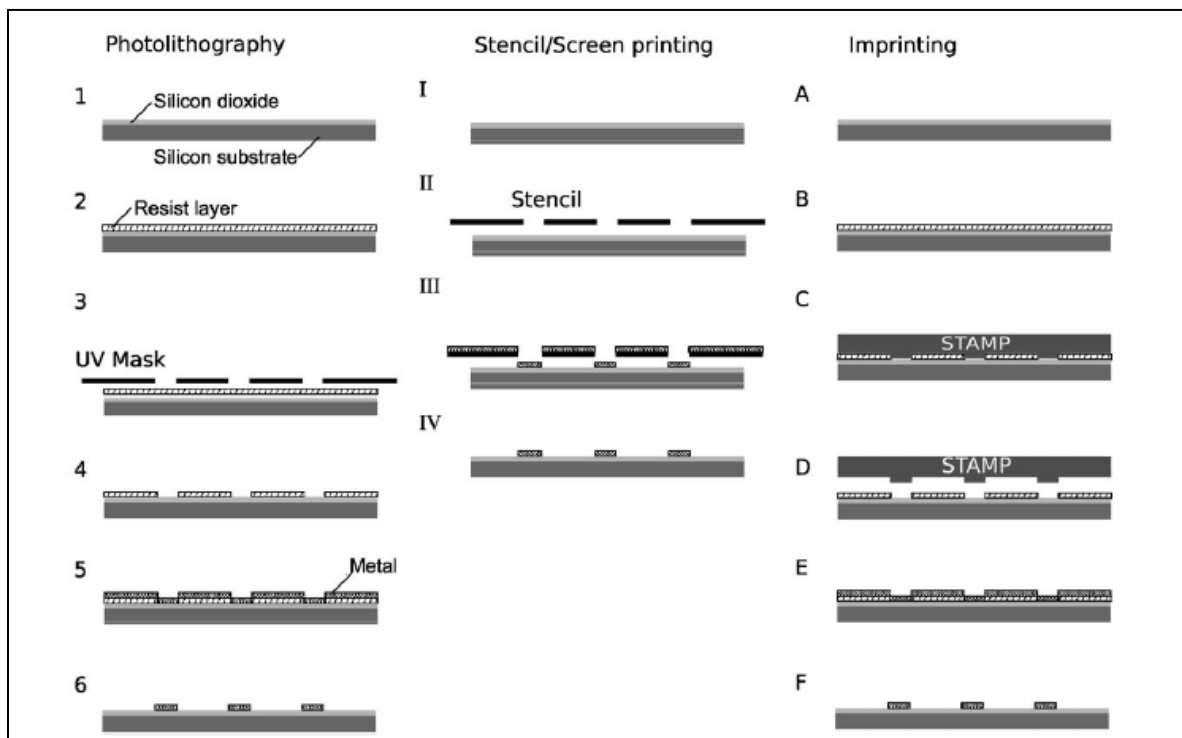 Photolithography
1
Silicon dioxide
Silicon substrate
2
Resist layer
3
UV Mask
4
5
Metal
6
Stencil/Screen printing
I
II
Stencil
III
IV
Imprinting
A
B
C
STAMP
D
STAMP
E
F